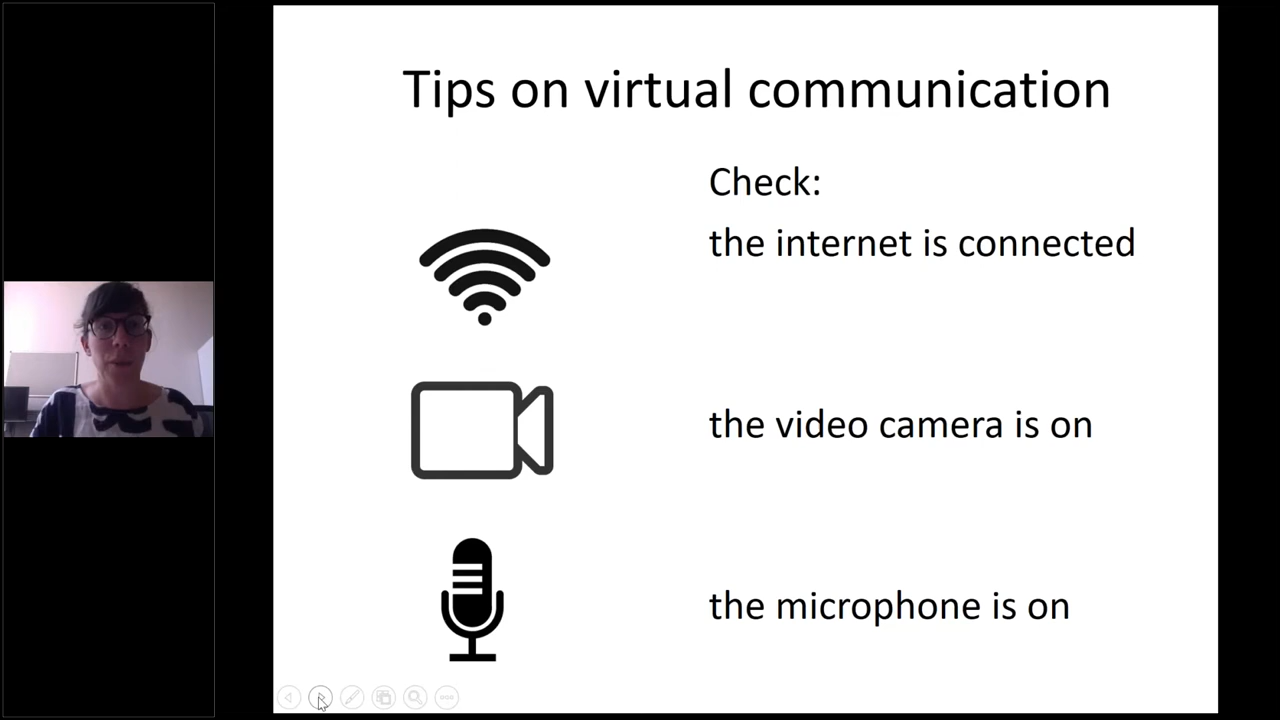 Tips on virtual communication
Check:
the internet is connected
the video camera is on
the microphone is on